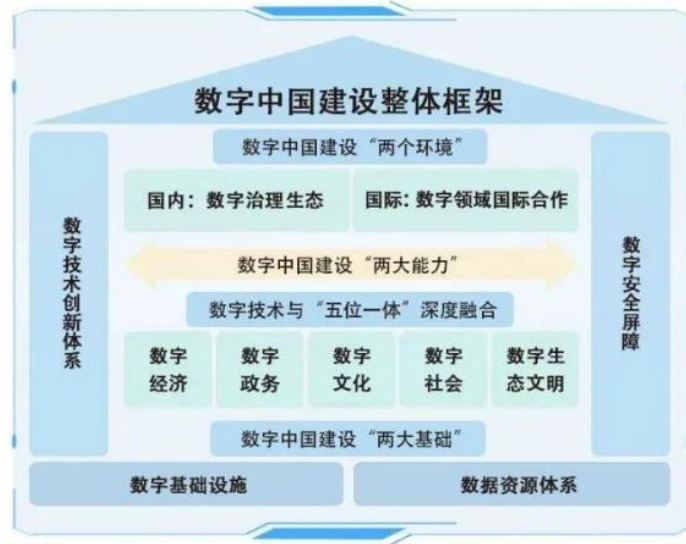 数字中国建设整体框架
数字中国建设“两个环境”
国内：数字治理生态
国际：数字领域国际合作
数字技术创新体系
数字中国建设“两大能力”
数字安全屏障
数字技术与“五位一体”深度融合
数字
经济
数字
政务
数字
文化
数字
社会
数字生
态文明
数字中国建设“两大基础”
数字基础设施
数据资源体系